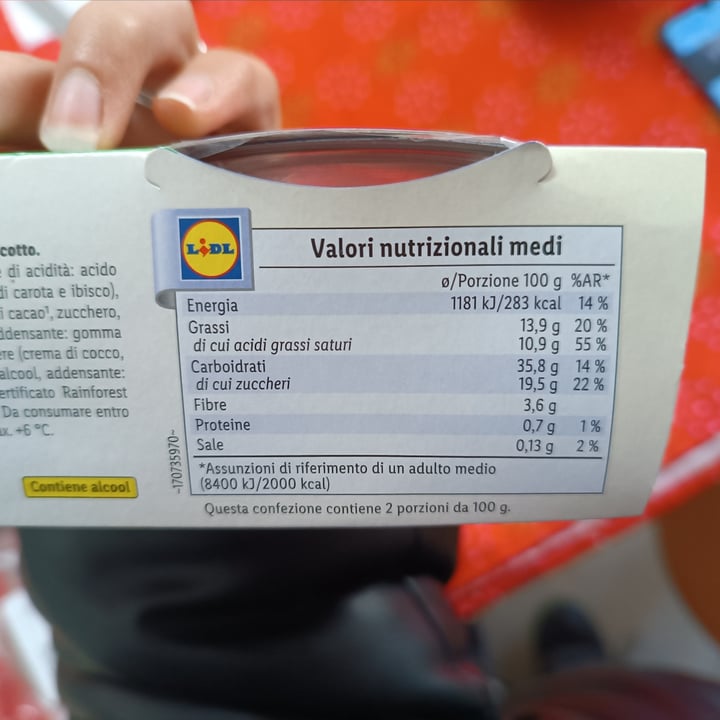 cotto.
di acidità: acido
di carota e ibisco),
cacao¹, zucchero,
addensante: gomma
(crema di cocco,
alcool, addensante:
Rainforest
Da consumare entro
+6 °C.
Contiene alcool
LIDL
Valori nutrizionali medi
ø/Porzione 100 g %AR*
Energia 1181 kJ/283 kcal 14 %
Grassi 13,9 g 20 %
di cui acidi grassi saturi 10,9 g 55 %
Carboidrati 35,8 g 14 %
di cui zuccheri 19,5 g 22 %
Fibre 3,6 g
Proteine 0,7 g 1 %
Sale 0,13 g 2 %
*Assunzioni di riferimento di un adulto medio
(8400 kJ/2000 kcal)
~170735970~
Questa confezione contiene 2 porzioni da 100 g.